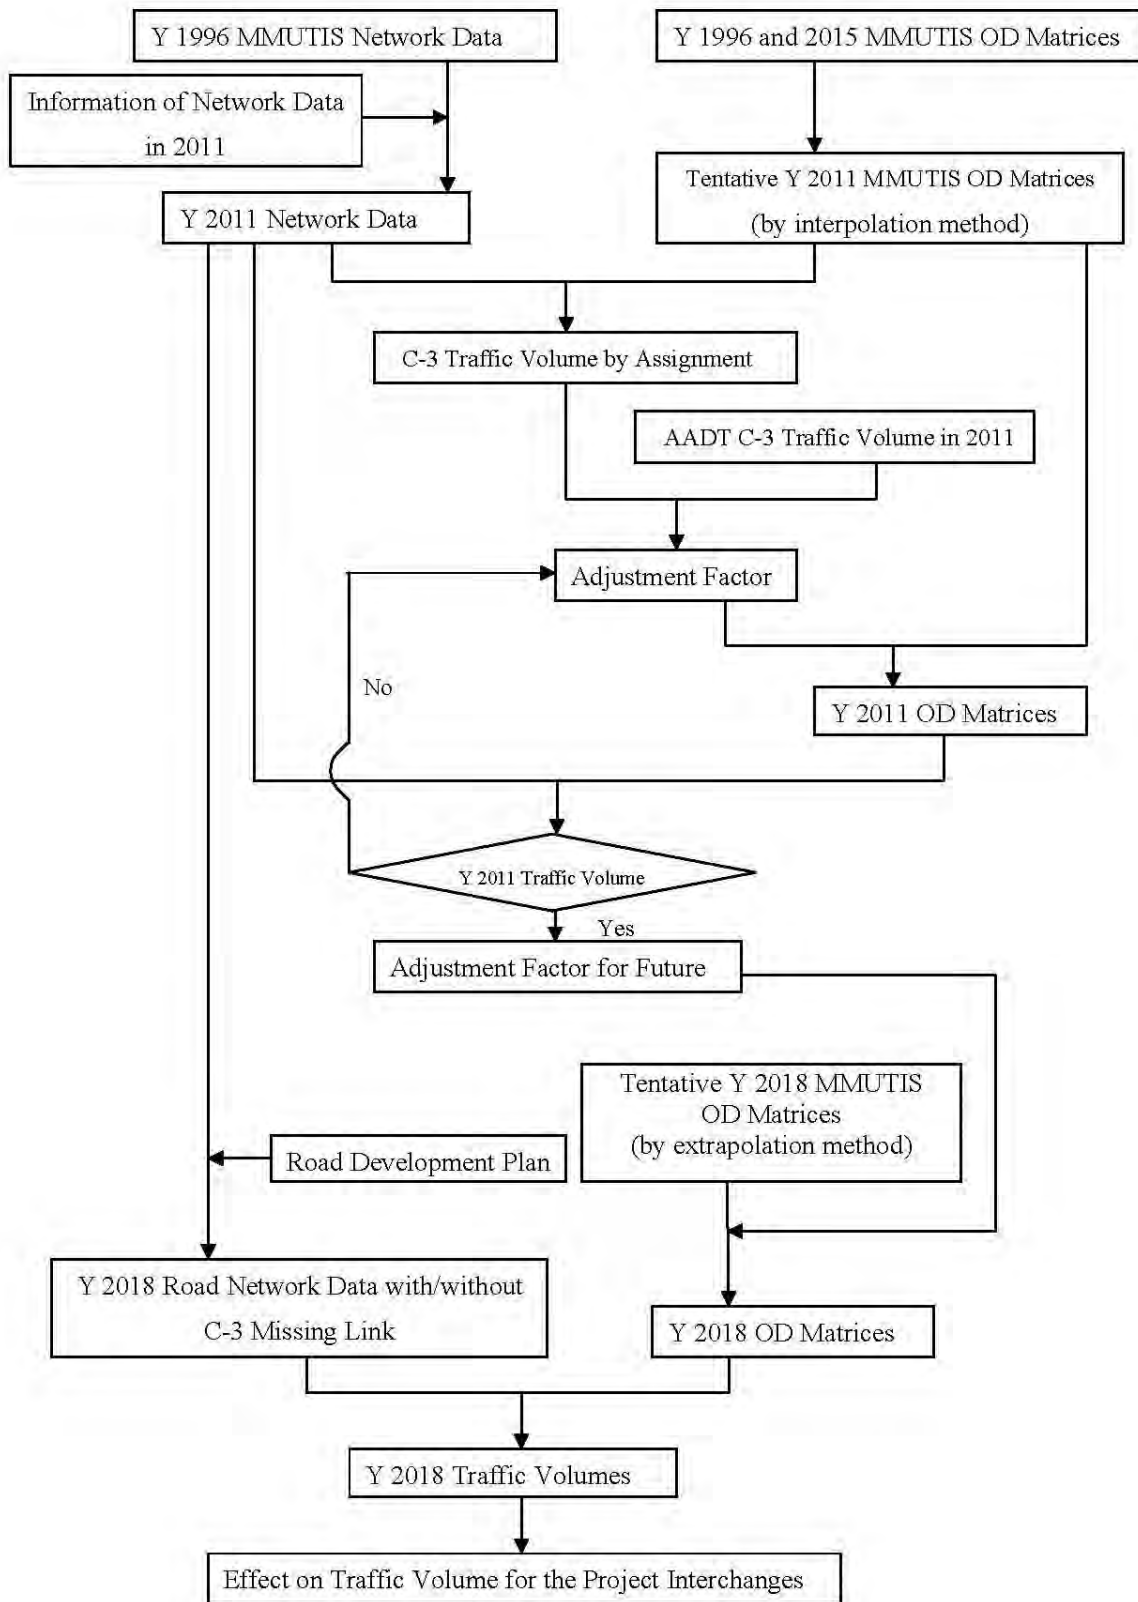 Y 1996 MMUTIS Network Data
Y 1996 and 2015 MMUTIS OD Matrices
Information of Network Data
in 2011
Tentative Y 2011 MMUTIS OD Matrices
(by interpolation method)
Y 2011 Network Data
C-3 Traffic Volume by Assignment
AADT C-3 Traffic Volume in 2011
Adjustment Factor
No
Y 2011 OD Matrices
Y 2011 Traffic Volume
Yes
Adjustment Factor for Future
Tentative Y 2018 MMUTIS
OD Matrices
(by extrapolation method)
Road Development Plan
Y 2018 Road Network Data with/without
C-3 Missing Link
Y 2018 OD Matrices
Y 2018 Traffic Volumes
Effect on Traffic Volume for the Project Interchanges